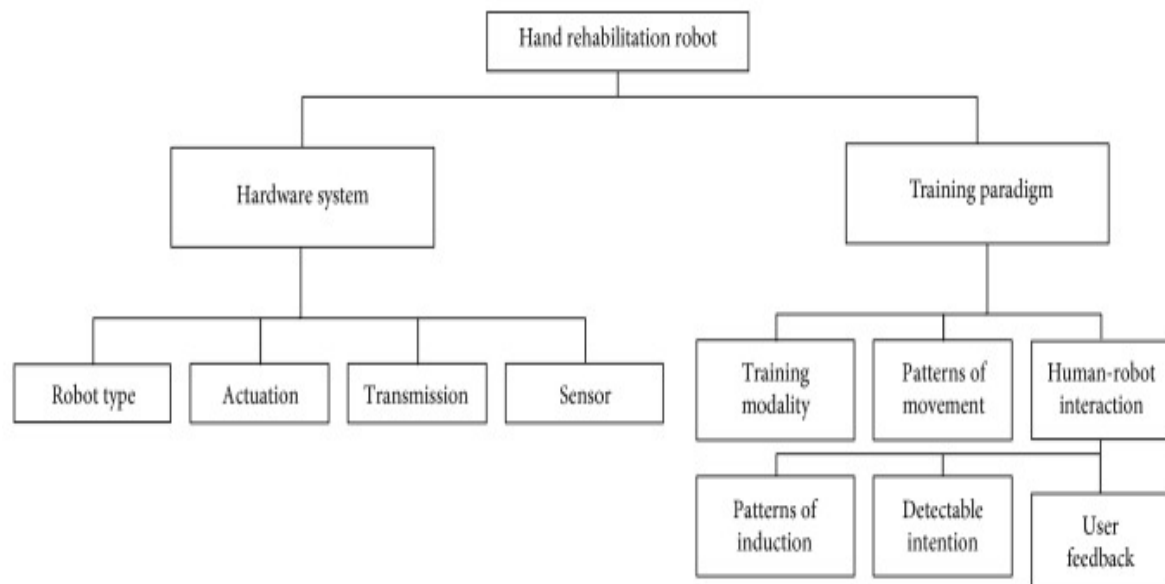 Hand rehabilitation robot
Hardware system
Training paradigm
Robot type
Actuation
Transmission
Sensor
Training
modality
Patterns of
movement
Human-robot
interaction
Patterns of
induction
Detectable
intention
User
feedback